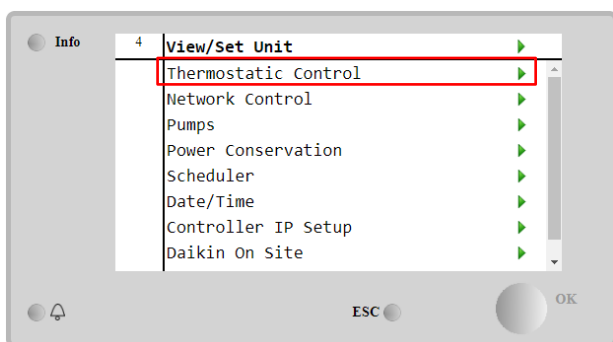 Info
4 View/Set Unit
Thermostatic Control
Network Control
Pumps
Power Conservation
Scheduler
Date/Time
Controller IP Setup
Daikin On Site
ESC
OK